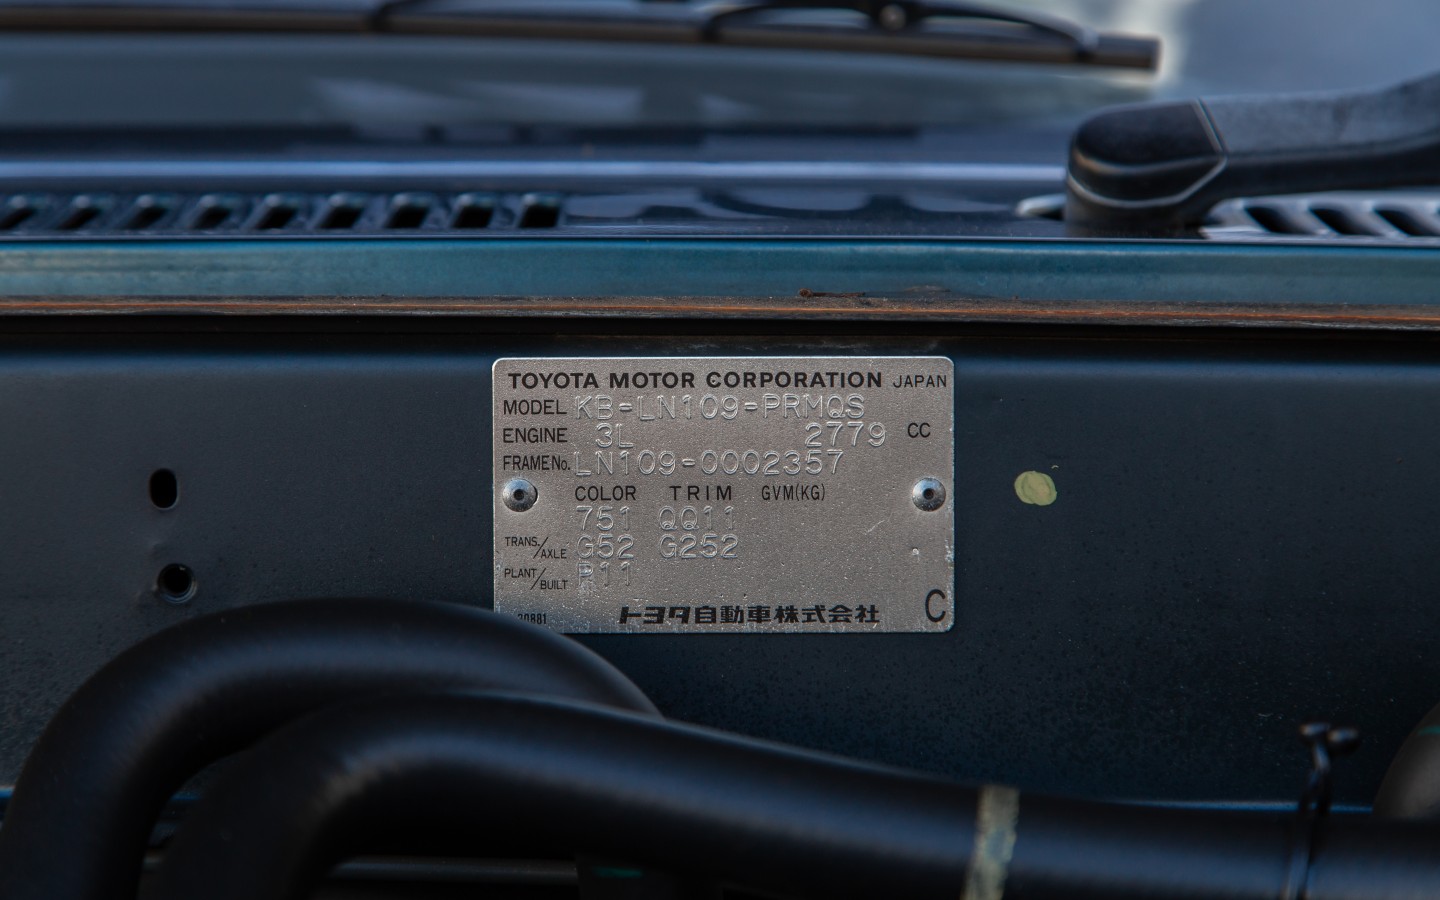 TOYOTA MOTOR CORPORATION JAPAN
MODEL KB-LN109-PRMQS
ENGINE 3L 2779 CC
FRAME No. LN109-0002357
COLOR TRIM GVM(KG)
751 QQ11
TRANS./AXLE G52 G252
PLANT/BUILT P11
トヨタ自動車株式会社 C